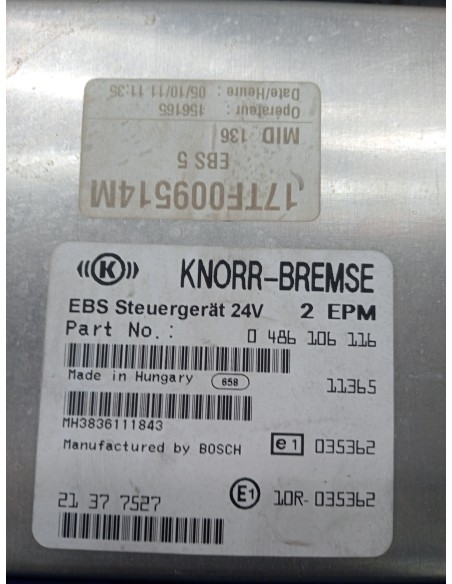 17TF009514M
EBS 5
MID 136
Opérateur : 156165
Date/Heure : 05/10/11 11:35
((K)) KNORR-BREMSE
EBS Steuergerät 24V 2 EPM
Part No.: 0 486 106 116
Made in Hungary 658 11365
MH3836111843
Manufactured by BOSCH e1 035362
21 37 7527 E1 10R-035362